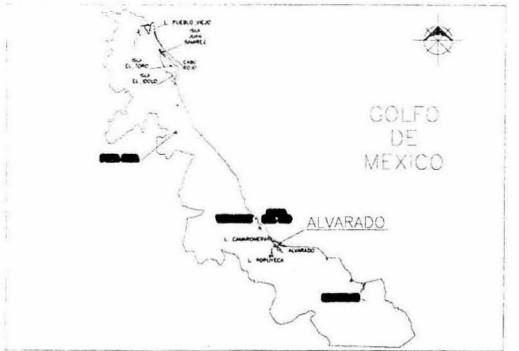 L. PUEBLO VIEJO
ISLA
JUAN
RAMIREZ
CABO
ROJO
ISLA
EL TORO
ISLA
EL IDOLO
GOLFO
DE
MEXICO
ALVARADO
L. CAMARONERA
ALVARADO
L. POPUYECA